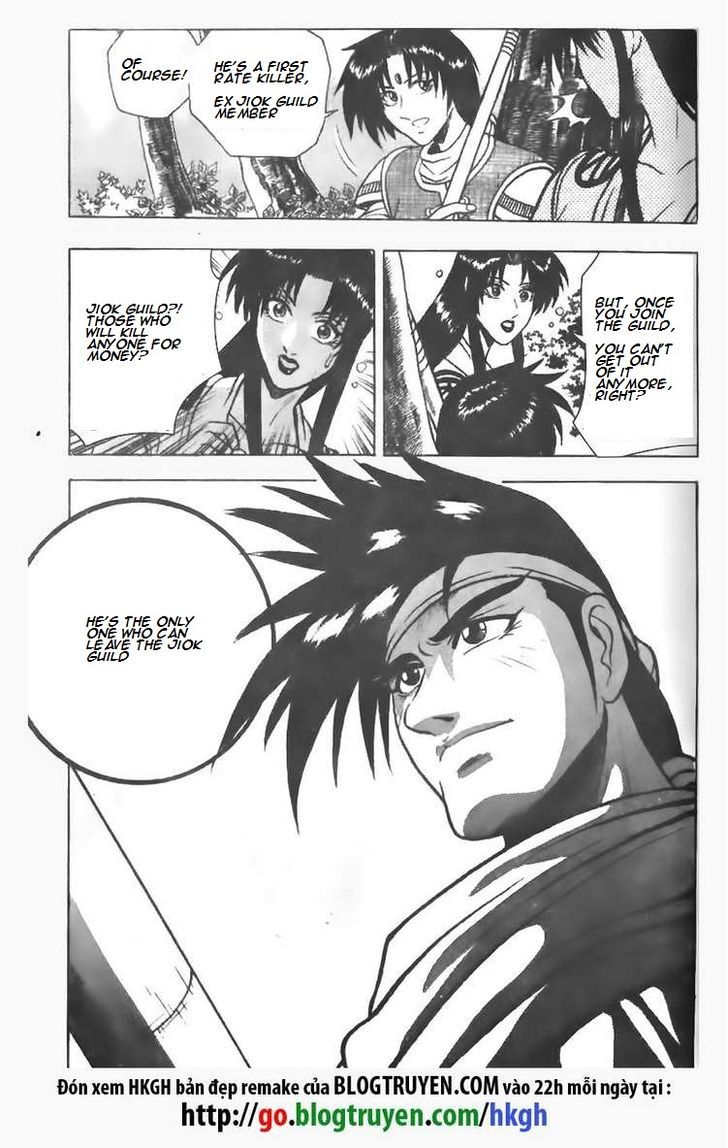 OF
COURSE!
HE'S A FIRST
RATE KILLER,
EX JIOK GUILD
MEMBER
JIOK GUILD?!
THOSE WHO
WILL KILL
ANYONE FOR
MONEY?
BUT, ONCE
YOU JOIN
THE GUILD,
YOU CAN'T
GET OUT
OF IT
ANYMORE,
RIGHT?
HE'S THE ONLY
ONE WHO CAN
LEAVE THE JIOK
GUILD
Đón xem HKGH bản đẹp remake của BLOGTRUYEN.COM vào 22h mỗi ngày tại :
http://go.blogtruyen.com/hkgh